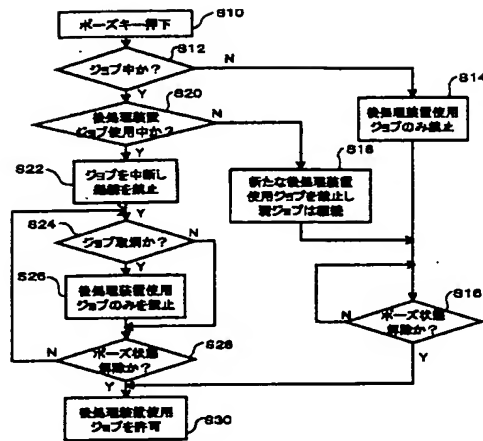 S10
ポーズキー押下
S12
ジョブ中か?
N
Y
S14
後処理装置使用
ジョブのみ禁止
S20
後処理装置
ジョブ使用中か?
N
Y
S22
ジョブを中断し
処理を禁止
S16
新たな後処理装置
使用ジョブを禁止し
現ジョブは継続
S24
ジョブ取消か?
Y
N
S26
後処理装置使用
ジョブのみを禁止
S16
ポーズ状態
解除か?
N
Y
S28
ポーズ状態
解除か?
N
Y
S30
後処理装置使用
ジョブを許可